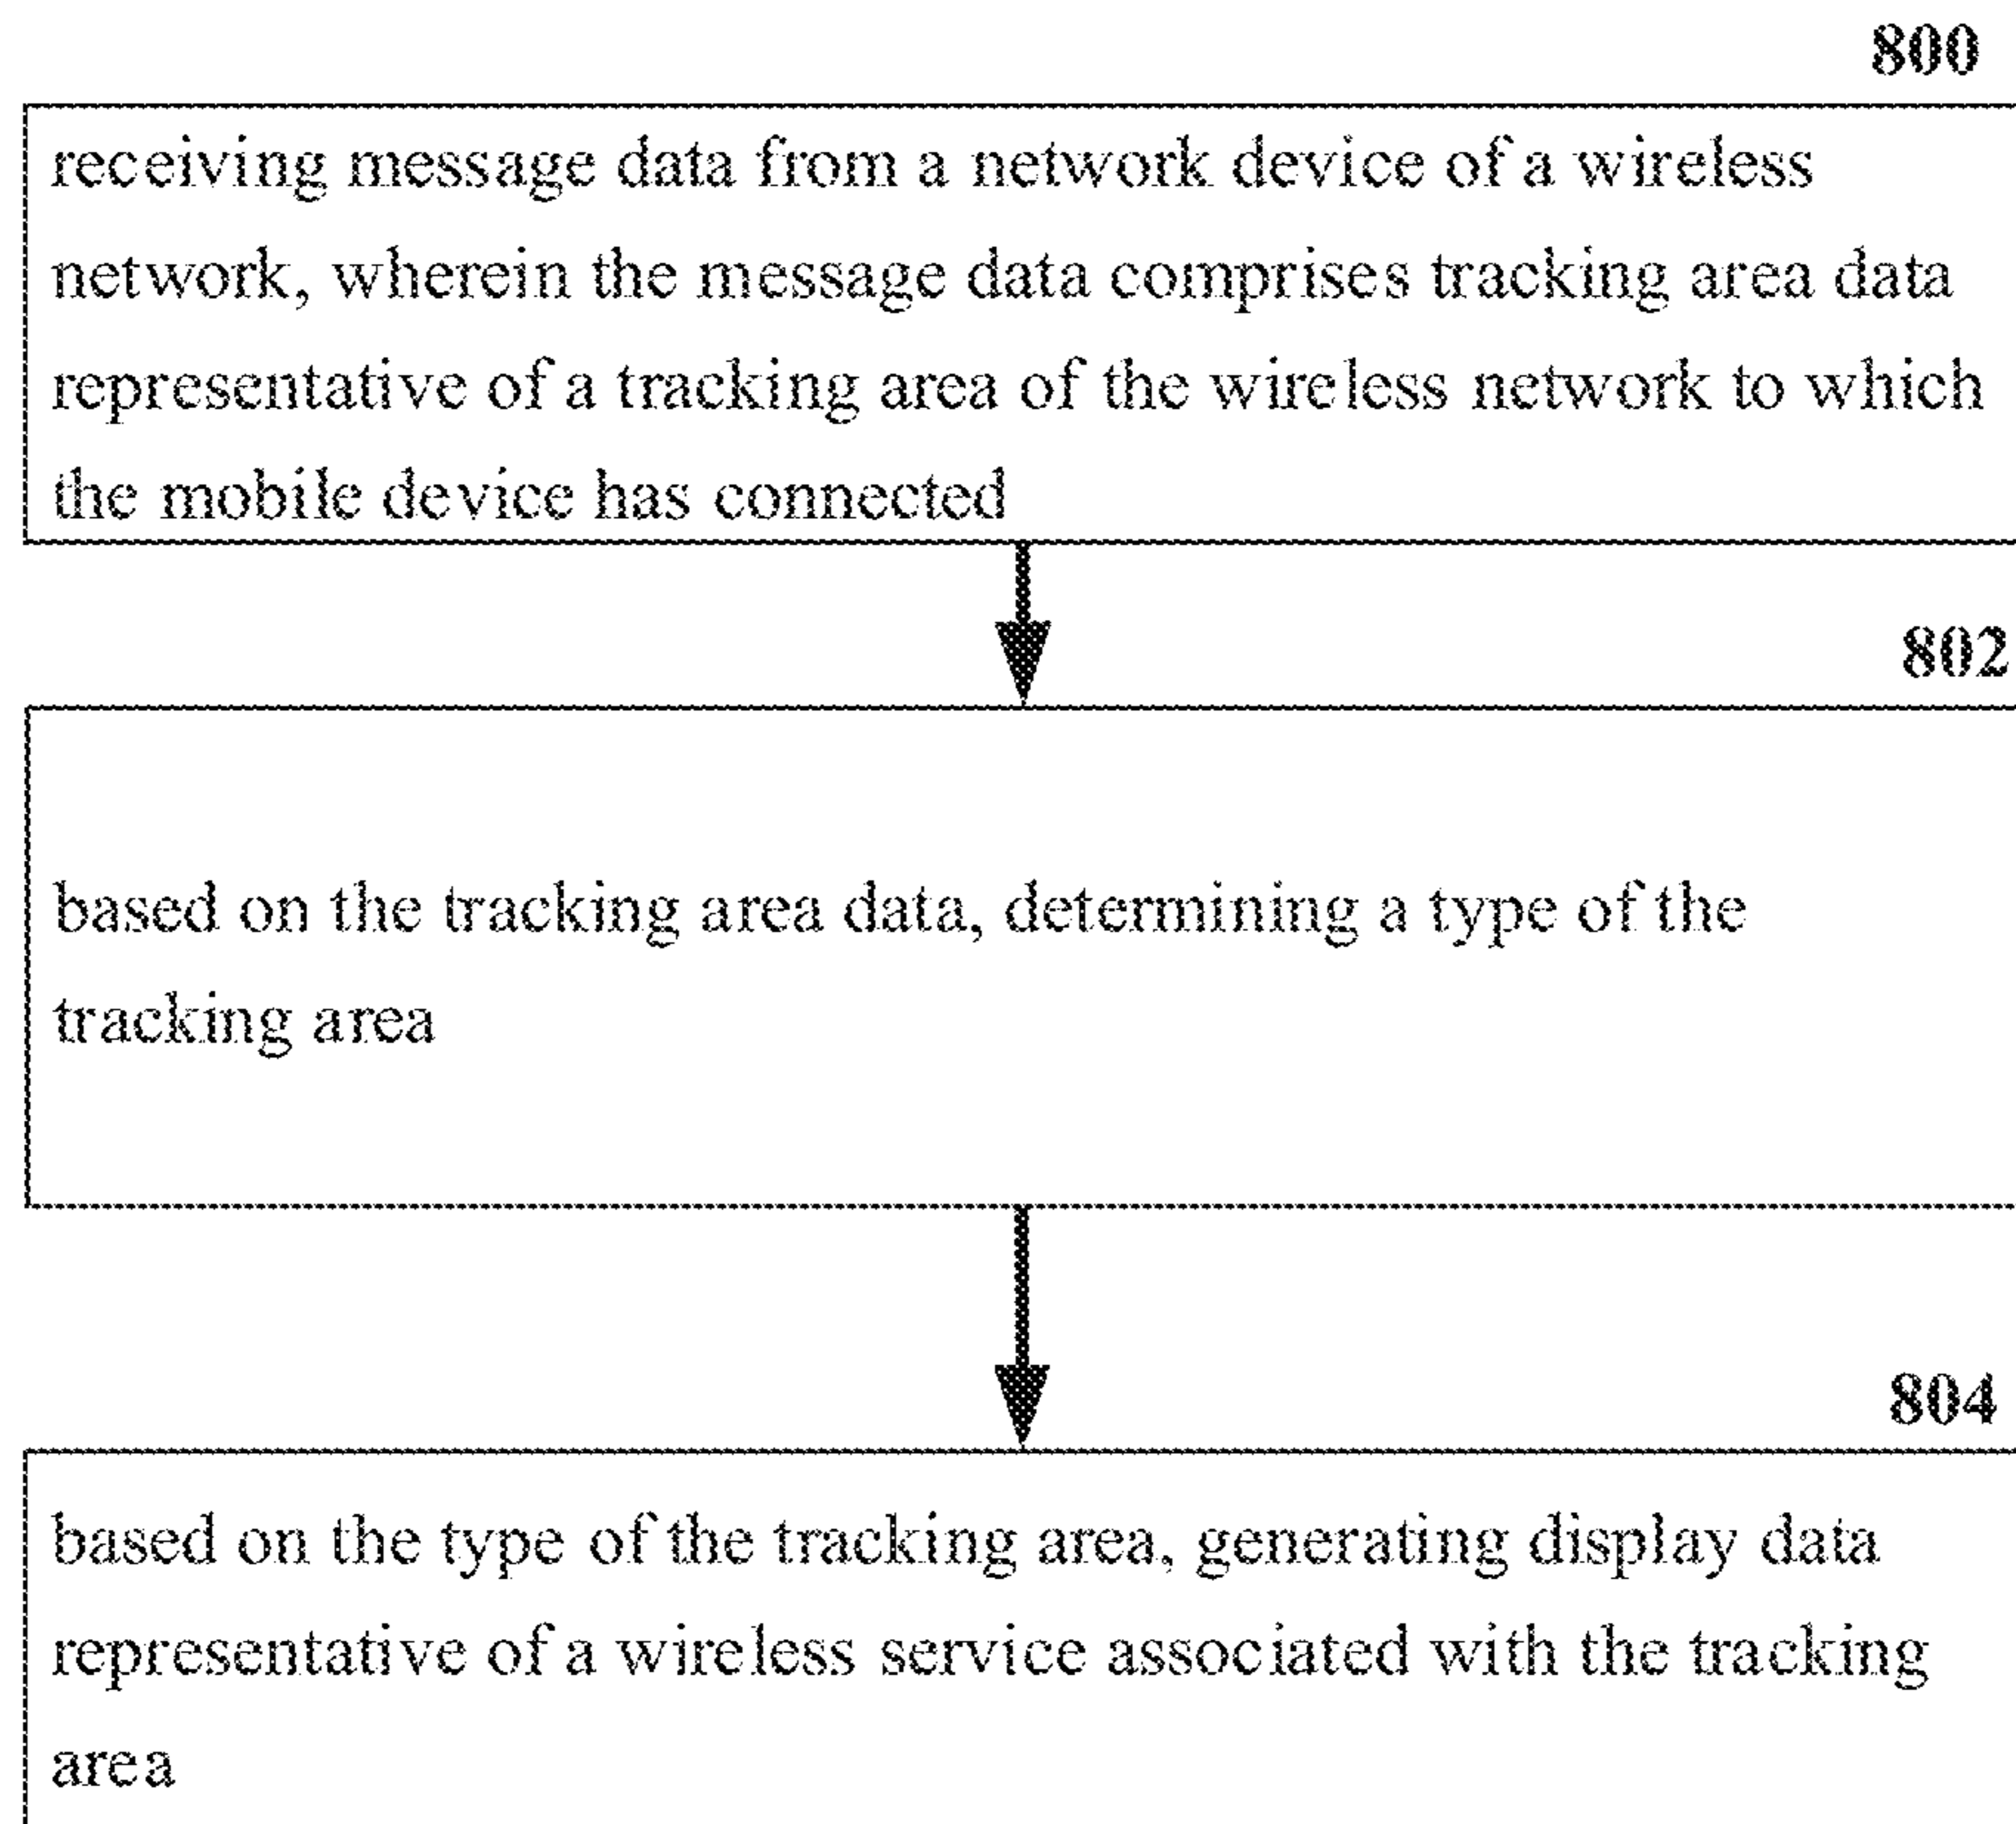 800
receiving message data from a network device of a wireless
network, wherein the message data comprises tracking area data
representative of a tracking area of the wireless network to which
the mobile device has connected
802
based on the tracking area data, determining a type of the
tracking area
804
based on the type of the tracking area, generating display data
representative of a wireless service associated with the tracking
area